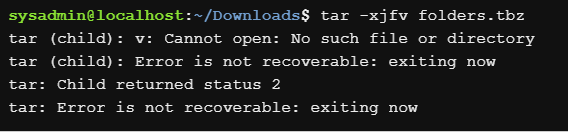 sysadmin@localhost:~/Downloads$ tar -xjfv folders.tbz
tar (child): v: Cannot open: No such file or directory
tar (child): Error is not recoverable: exiting now
tar: Child returned status 2
tar: Error is not recoverable: exiting now